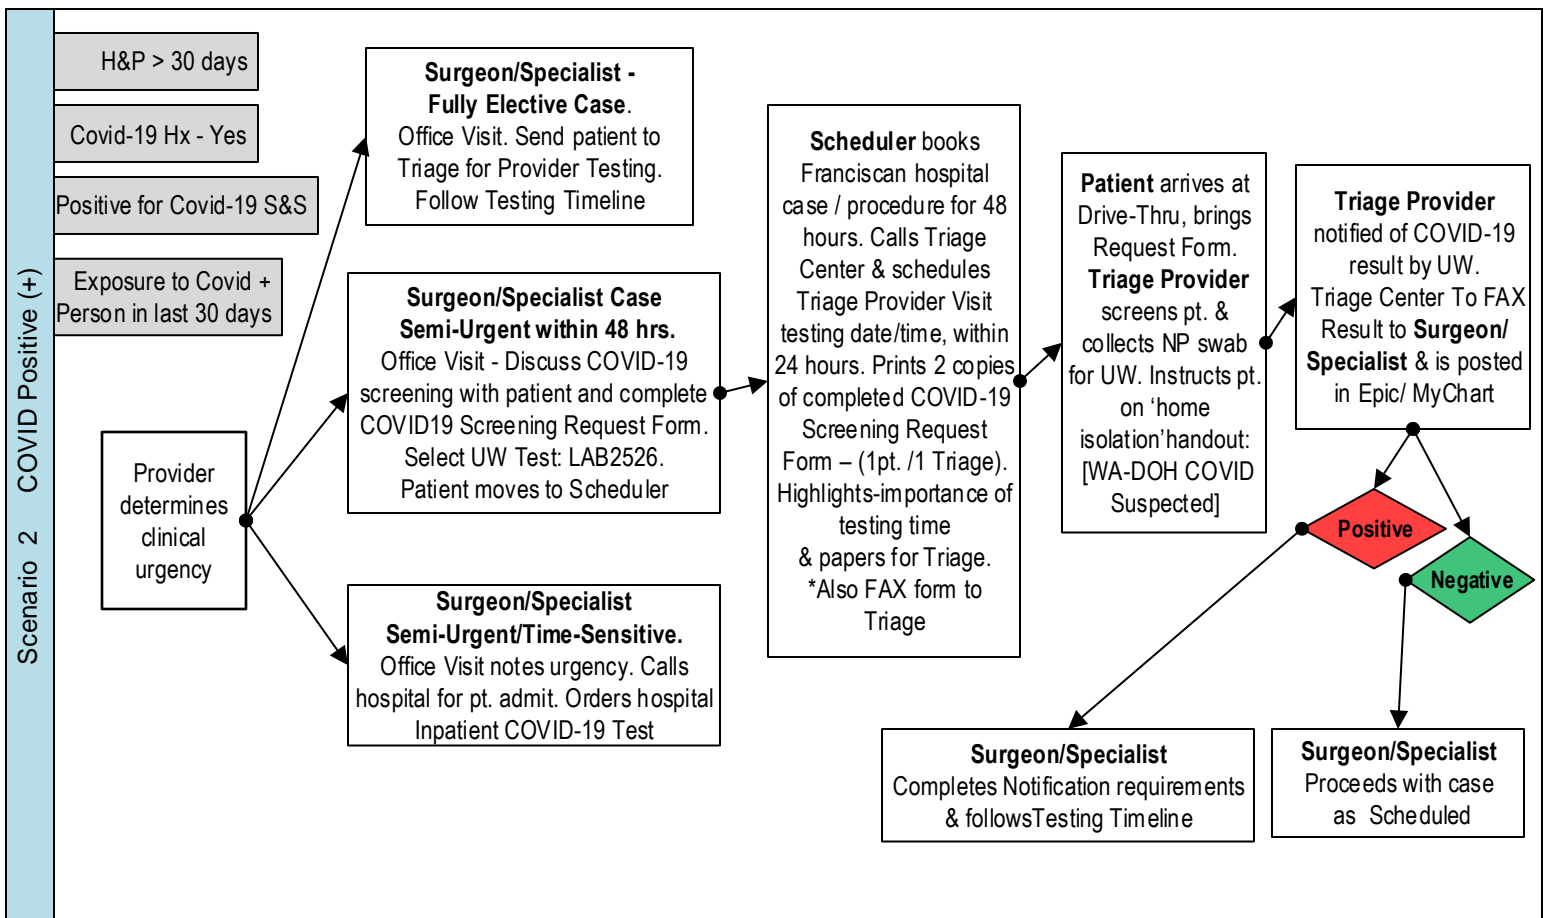 Scenario 2 COVID Positive (+)
H&P > 30 days
Covid-19 Hx - Yes
Positive for Covid-19 S&S
Exposure to Covid +
Person in last 30 days
Provider
determines
clinical
urgency
Surgeon/Specialist -
Fully Elective Case.
Office Visit. Send patient to
Triage for Provider Testing.
Follow Testing Timeline
Surgeon/Specialist Case
Semi-Urgent within 48 hrs.
Office Visit - Discuss COVID-19
screening with patient and complete
COVID19 Screening Request Form.
Select UW Test: LAB2526.
Patient moves to Scheduler
Surgeon/Specialist
Semi-Urgent/Time-Sensitive.
Office Visit notes urgency. Calls
hospital for pt. admit. Orders hospital
Inpatient COVID-19 Test
Scheduler books
Franciscan hospital
case / procedure for 48
hours. Calls Triage
Center & schedules
Triage Provider Visit
testing date/time, within
24 hours. Prints 2 copies
of completed COVID-19
Screening Request
Form – (1pt. /1 Triage).
Highlights-importance of
testing time
& papers for Triage.
*Also FAX form to
Triage
Patient arrives at
Drive-Thru, brings
Request Form.
Triage Provider
screens pt. &
collects NP swab
for UW. Instructs pt.
on ‘home
isolation’handout:
[WA-DOH COVID
Suspected]
Triage Provider
notified of COVID-19
result by UW.
Triage Center To FAX
Result to Surgeon/
Specialist & is posted
in Epic/ MyChart
Positive
Negative
Surgeon/Specialist
Completes Notification requirements
& followsTesting Timeline
Surgeon/Specialist
Proceeds with case
as Scheduled